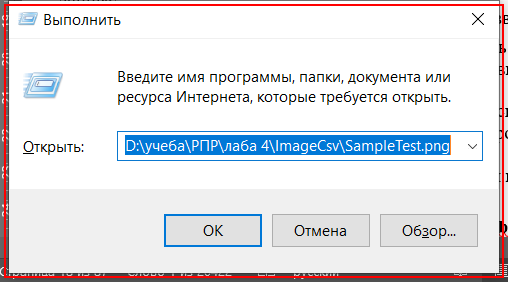 Выполнить
Введите имя программы, папки, документа или
ресурса Интернета, которые требуется открыть.
Открыть:
D:\учеба\РПР\лаба 4\ImageCsv\SampleTest.png
ОК
Отмена
Обзор...